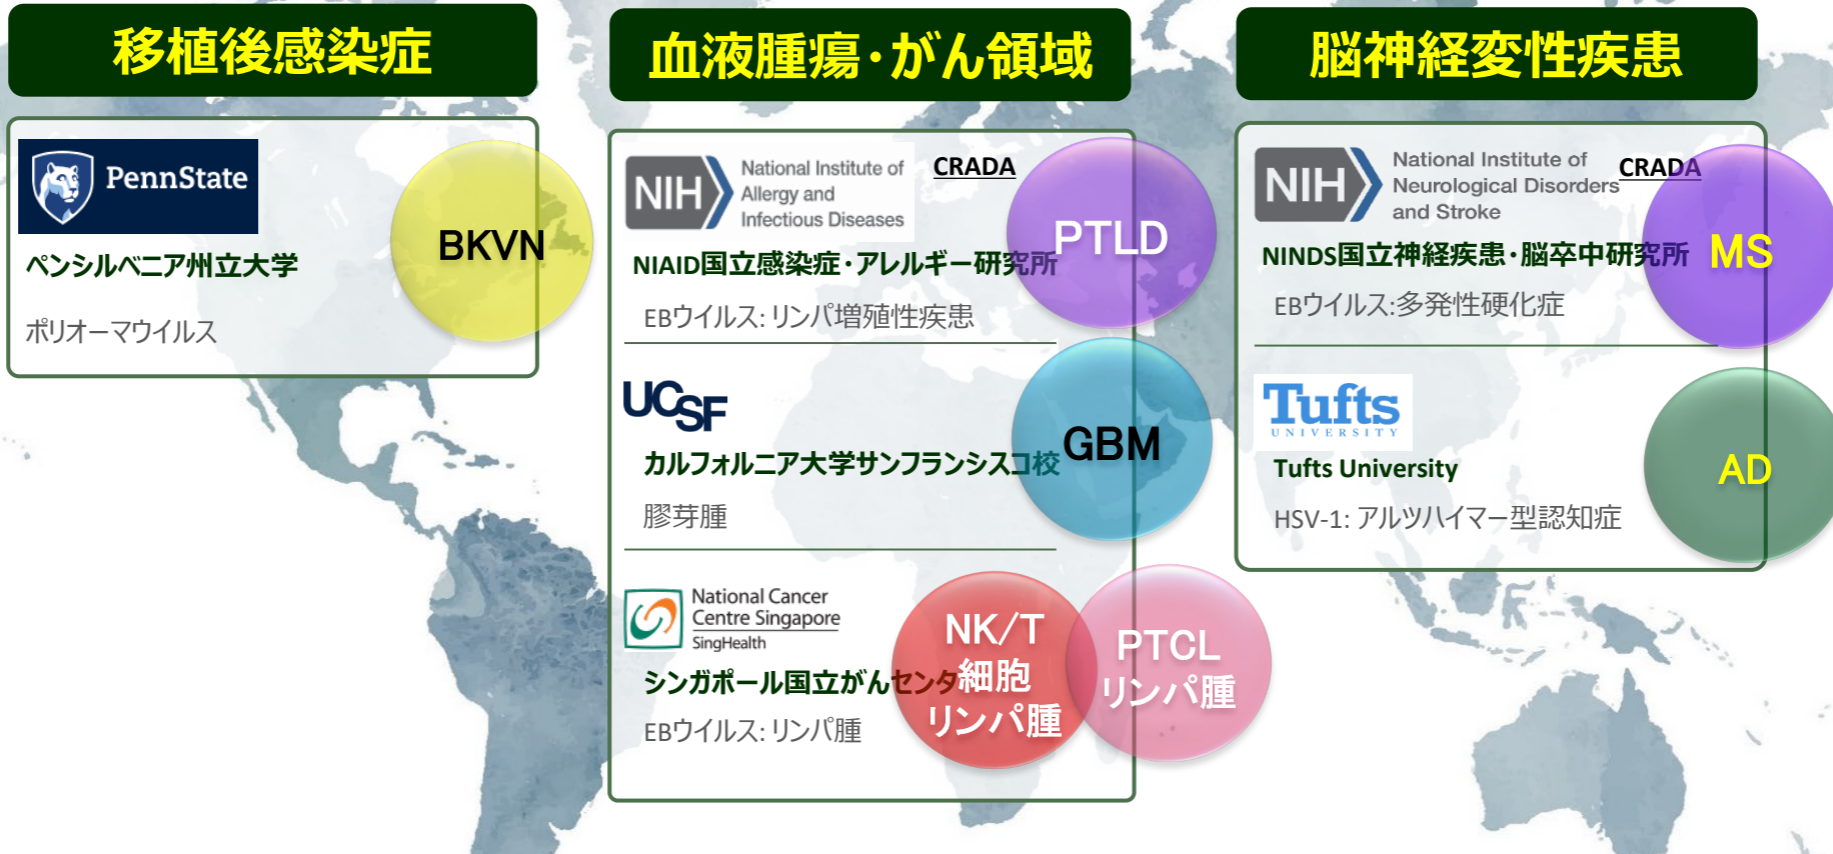 移植後感染症
PennState
ペンシルベニア州立大学
ポリオーマウイルス
BKVN
血液腫瘍・がん領域
NIH
National Institute of
Allergy and
Infectious Diseases
CRADA
NIAID国立感染症・アレルギー研究所
EBウイルス: リンパ増殖性疾患
PTLD
UCSF
カルフォルニア大学サンフランシスコ校
膠芽腫
GBM
National Cancer
Centre Singapore
SingHealth
シンガポール国立がんセンタ
EBウイルス: リンパ腫
NK/T
細胞
リンパ腫
PTCL
リンパ腫
脳神経変性疾患
NIH
National Institute of
Neurological Disorders
and Stroke
CRADA
NINDS国立神経疾患・脳卒中研究所
EBウイルス:多発性硬化症
MS
Tufts
UNIVERSITY
Tufts University
HSV-1: アルツハイマー型認知症
AD